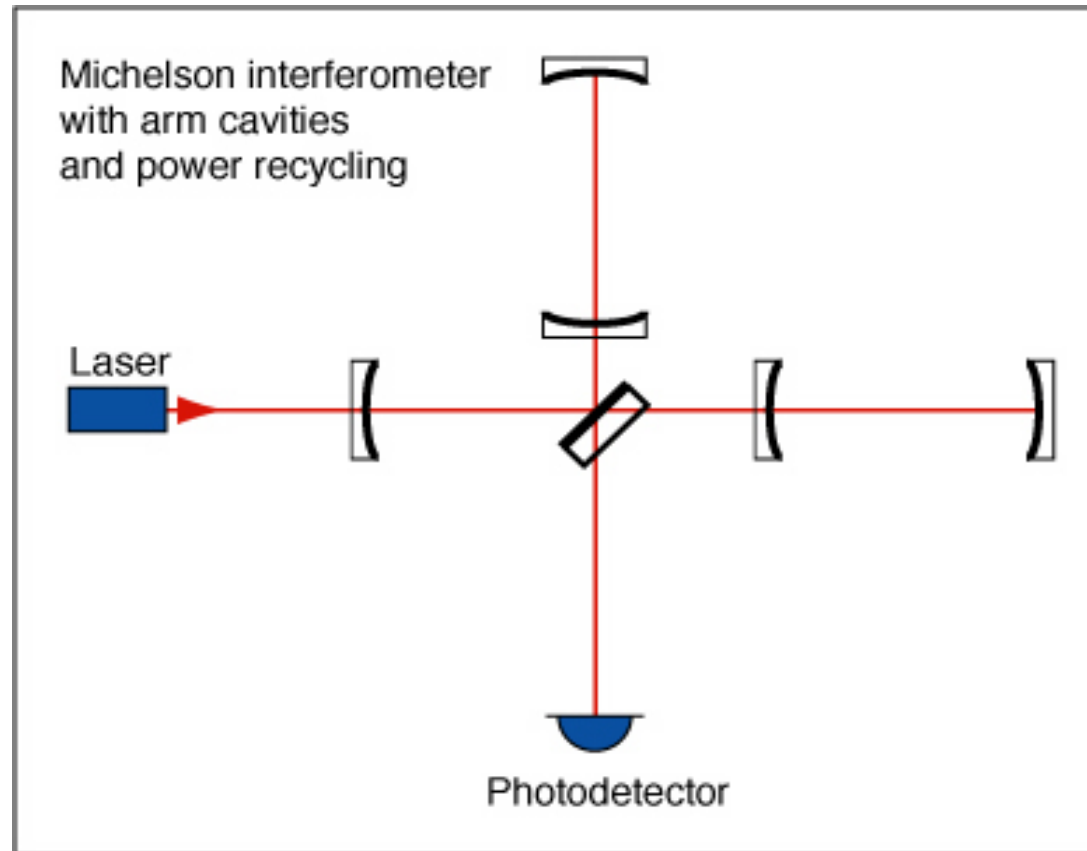 Michelson interferometer
with arm cavities
and power recycling
Laser
Photodetector